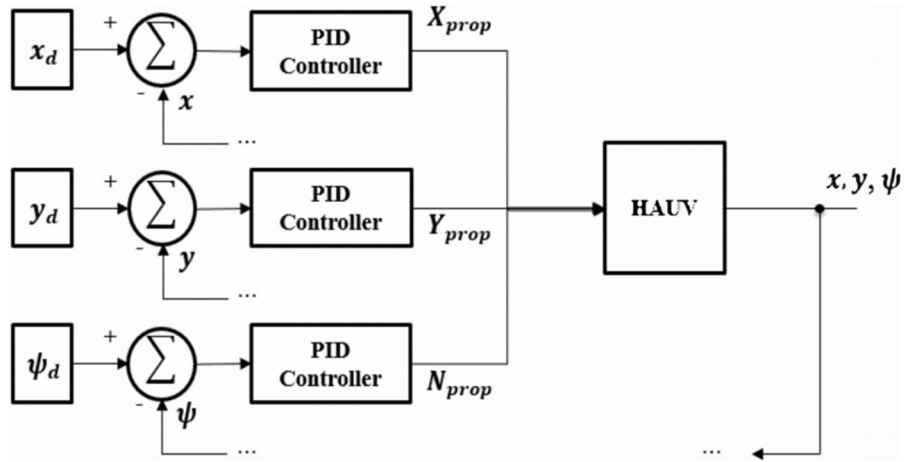 x_d
+
∑
-
x
...
PID
Controller
X_prop
y_d
+
∑
-
y
...
PID
Controller
Y_prop
HAUV
x, y, ψ
ψ_d
+
∑
-
ψ
...
PID
Controller
N_prop
...